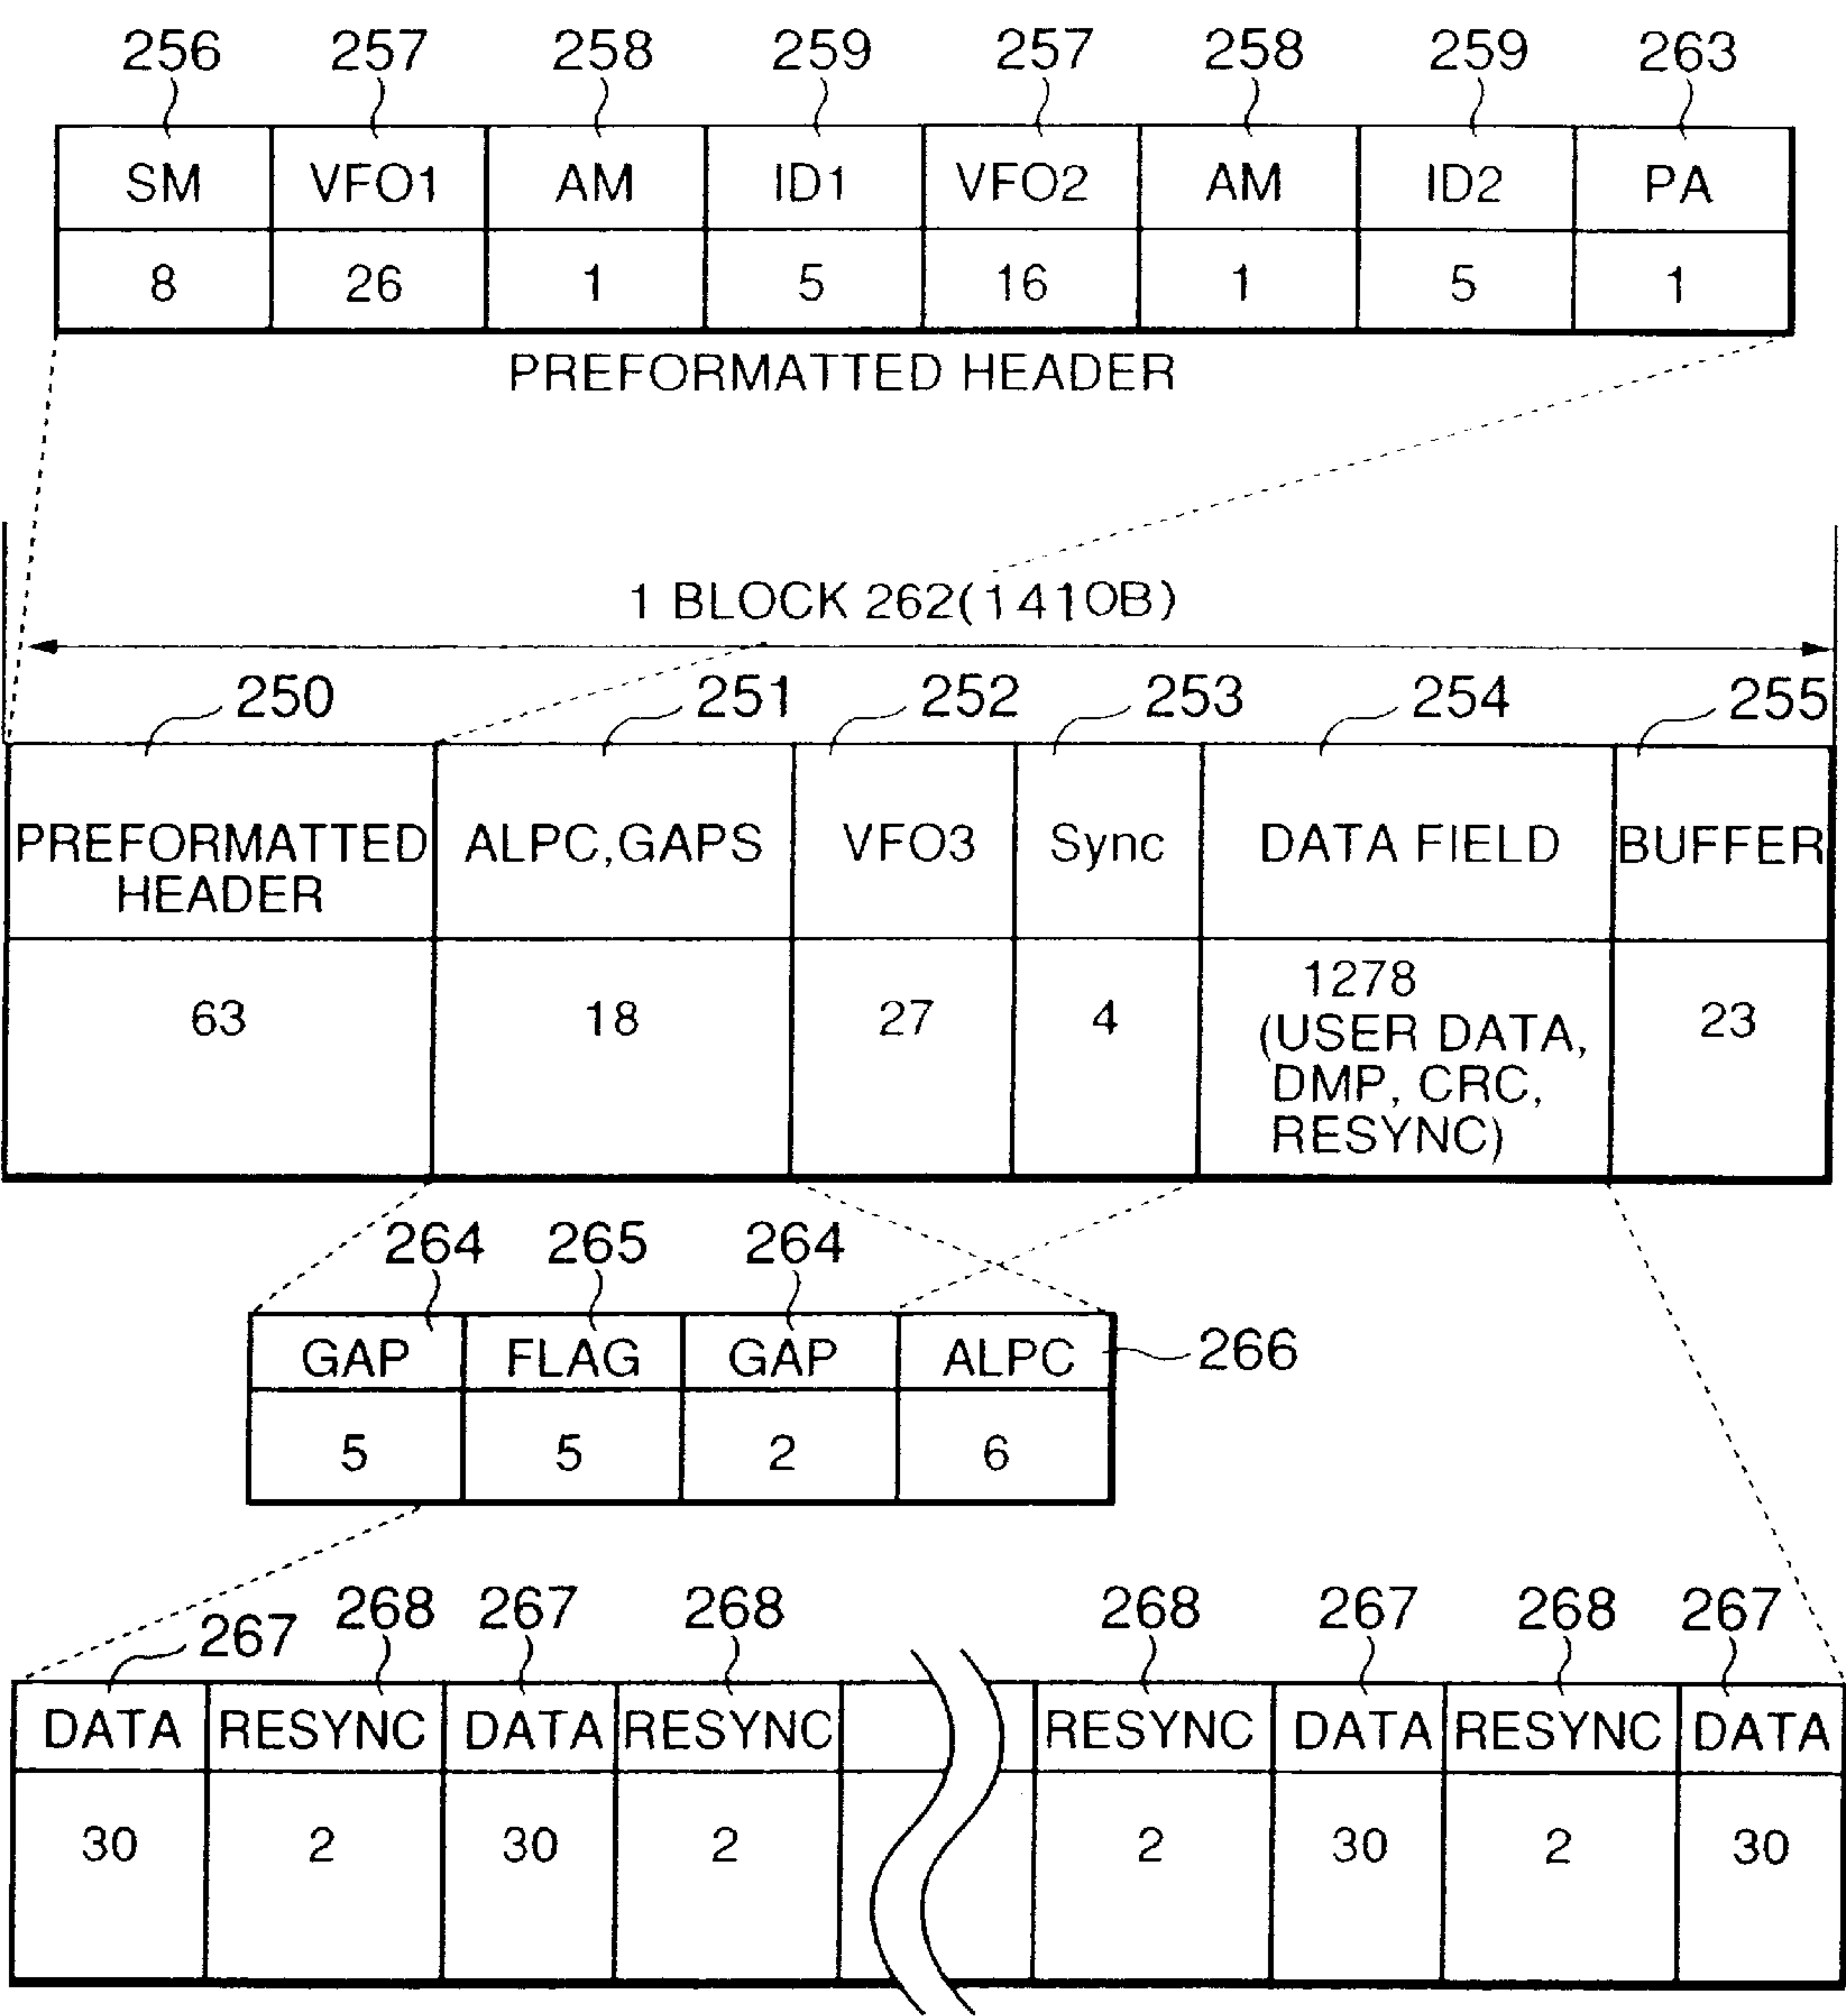 256 257 258 259 257 258 259 263
SM VFO1 AM ID1 VFO2 AM ID2 PA
8 26 1 5 16 1 5 1
PREFORMATTED HEADER
1 BLOCK 262(1410B)
250 251 252 253 254 255
PREFORMATTED HEADER ALPC,GAPS VFO3 Sync DATA FIELD BUFFER
63 18 27 4 1278 (USER DATA, DMP, CRC, RESYNC) 23
264 265 264
GAP FLAG GAP ALPC 266
5 5 2 6
267 268 267 268 268 267 268 267
DATA RESYNC DATA RESYNC RESYNC DATA RESYNC DATA
30 2 30 2 2 30 2 30